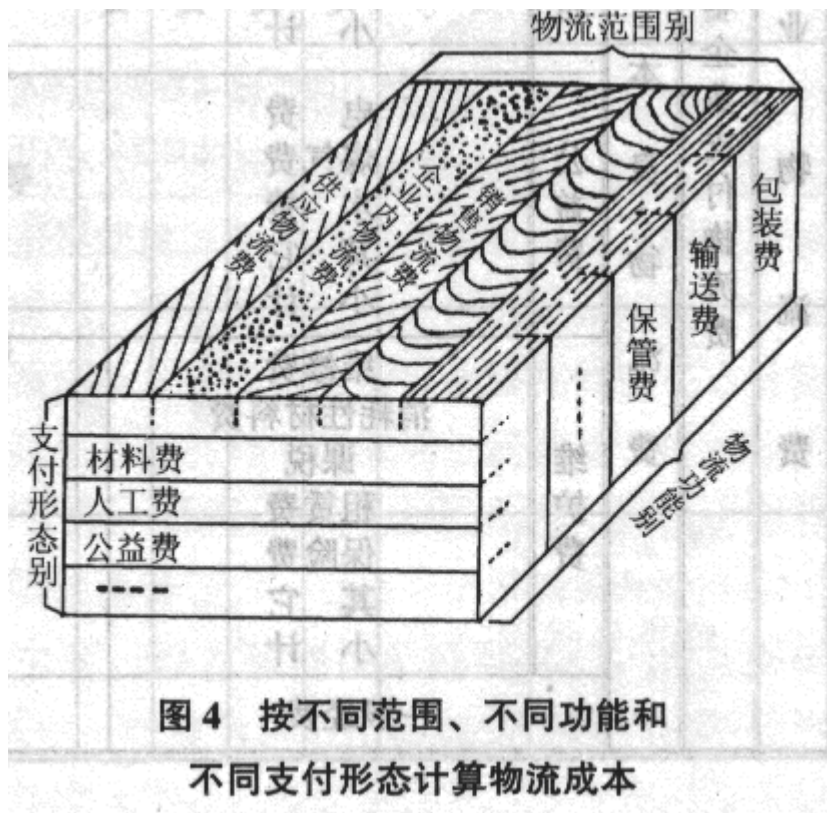 物流范围别
供应物流费
企业内物流费
销售物流费
包装费
输送费
保管费
物流功能别
支付形态别
材料费
人工费
公益费
图4 按不同范围、不同功能和
不同支付形态计算物流成本